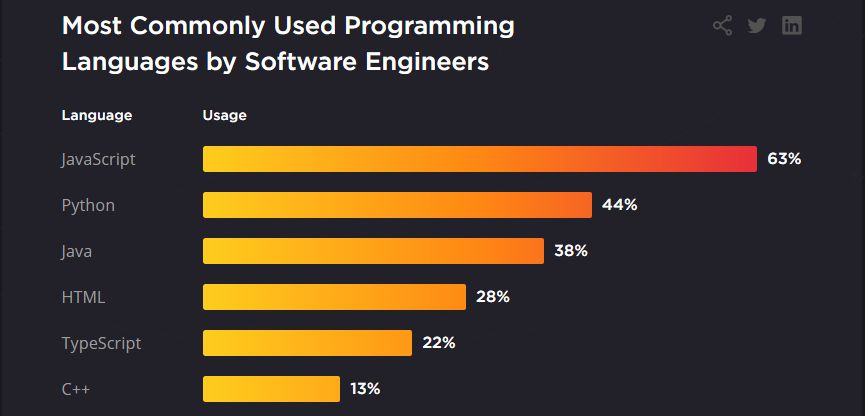 Most Commonly Used Programming
Languages by Software Engineers
Language Usage
JavaScript 63%
Python 44%
Java 38%
HTML 28%
TypeScript 22%
C++ 13%